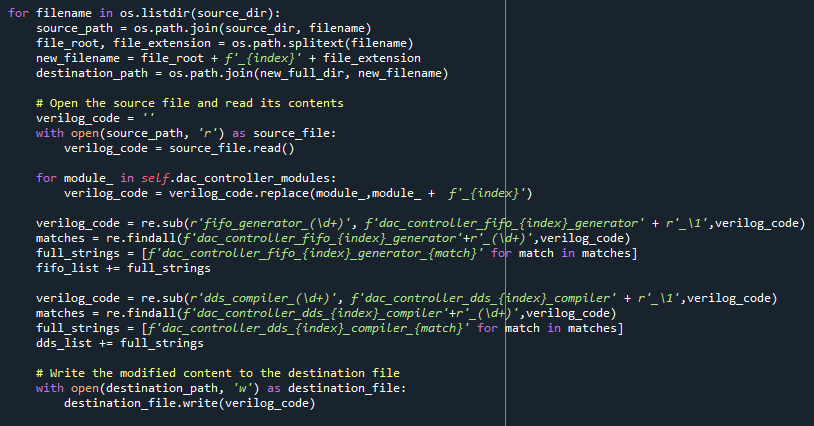 for filename in os.listdir(source_dir):
    source_path = os.path.join(source_dir, filename)
    file_root, file_extension = os.path.splitext(filename)
    new_filename = file_root + f'_{index}' + file_extension
    destination_path = os.path.join(new_full_dir, new_filename)

    # Open the source file and read its contents
    verilog_code = ''
    with open(source_path, 'r') as source_file:
        verilog_code = source_file.read()

    for module_ in self.dac_controller_modules:
        verilog_code = verilog_code.replace(module_,module_ +  f'_{index}')

    verilog_code = re.sub(r'fifo_generator_(\d+)', f'dac_controller_fifo_{index}_generator' + r'_\1',verilog_code)
    matches = re.findall(f'dac_controller_fifo_{index}_generator'+r'_(\d+)',verilog_code)
    full_strings = [f'dac_controller_fifo_{index}_generator_{match}' for match in matches]
    fifo_list += full_strings

    verilog_code = re.sub(r'dds_compiler_(\d+)', f'dac_controller_dds_{index}_compiler' + r'_\1',verilog_code)
    matches = re.findall(f'dac_controller_dds_{index}_compiler'+r'_(\d+)',verilog_code)
    full_strings = [f'dac_controller_dds_{index}_compiler_{match}' for match in matches]
    dds_list += full_strings

    # Write the modified content to the destination file
    with open(destination_path, 'w') as destination_file:
        destination_file.write(verilog_code)